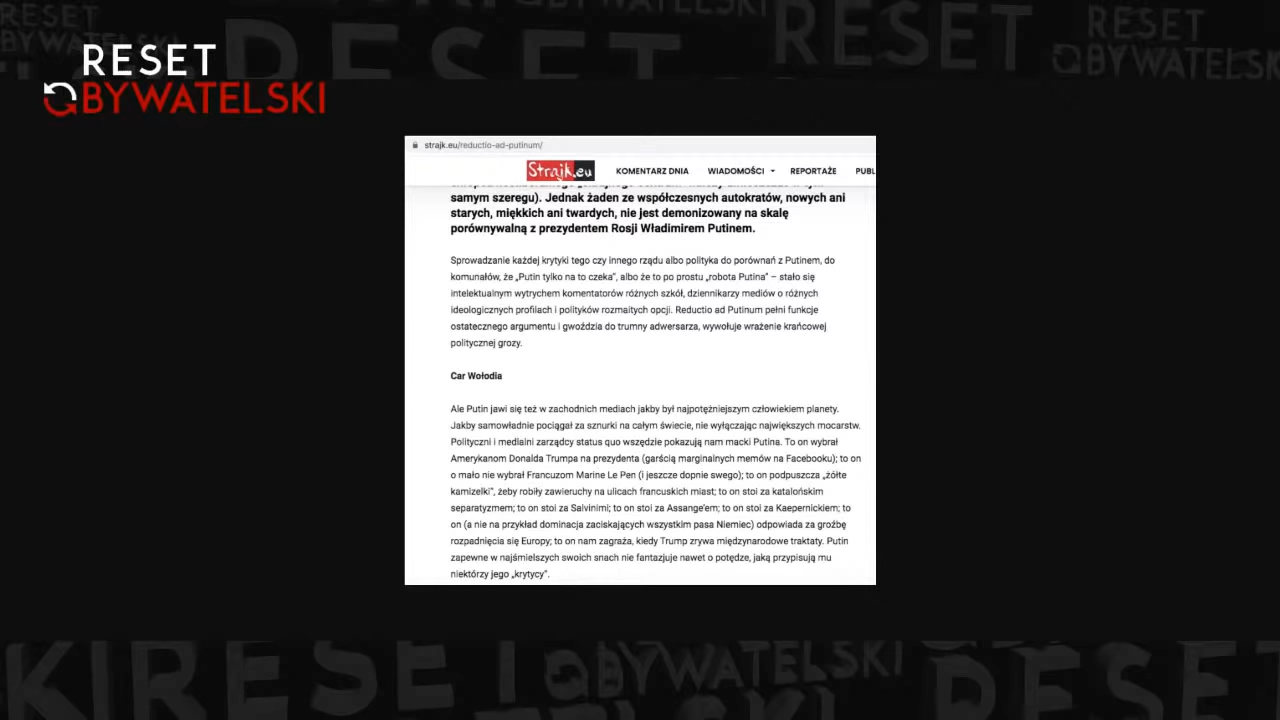 RESET
OBYWATELSKI
RESET
BYWATELSKI
RESET
BYWATELSKI
RESET
RESET
BYWATELSK
strajk.eu/reductio-ad-putinum/
Strajk.eu KOMENTARZ DNIA WIADOMOŚCI REPORTAŻE PUBL
samym szeregu). Jednak żaden ze współczesnych autokratów, nowych ani
starych, miękkich ani twardych, nie jest demonizowany na skalę
porównywalną z prezydentem Rosji Władimirem Putinem.
Sprowadzanie każdej krytyki tego czy innego rządu albo polityka do porównań z Putinem, do
komunałów, że „Putin tylko na to czeka”, albo że to po prostu „robota Putina” – stało się
intelektualnym wytrychem komentatorów różnych szkół, dziennikarzy mediów o różnych
ideologicznych profilach i polityków rozmaitych opcji. Reductio ad Putinum pełni funkcje
ostatecznego argumentu i gwoździa do trumny adwersarza, wywołuje wrażenie krańcowej
politycznej grozy.
Car Wołodia
Ale Putin jawi się też w zachodnich mediach jakby był najpotężniejszym człowiekiem planety.
Jakby samowładnie pociągał za sznurki na całym świecie, nie wyłączając największych mocarstw.
Polityczni i medialni zarządcy status quo wszędzie pokazują nam macki Putina. To on wybrał
Amerykanom Donalda Trumpa na prezydenta (garścią marginalnych memów na Facebooku); to on
o mało nie wybrał Francuzom Marine Le Pen (i jeszcze dopnie swego); to on podpuszcza „żółte
kamizelki”, żeby robiły zawieruchy na ulicach francuskich miast; to on stoi za katalońskim
separatyzmem; to on stoi za Salvinimi; to on stoi za Assange'em; to on stoi za Kaepernickiem; to
on (a nie na przykład dominacja zaciskających wszystkim pasa Niemiec) odpowiada za groźbę
rozpadnięcia się Europy; to on nam zagraża, kiedy Trump zrywa międzynarodowe traktaty. Putin
zapewne w najśmielszych swoich snach nie fantazjuje nawet o potędze, jaką przypisują mu
niektórzy jego „krytycy”.
KI RESET
OBYWATELSKI
RESET